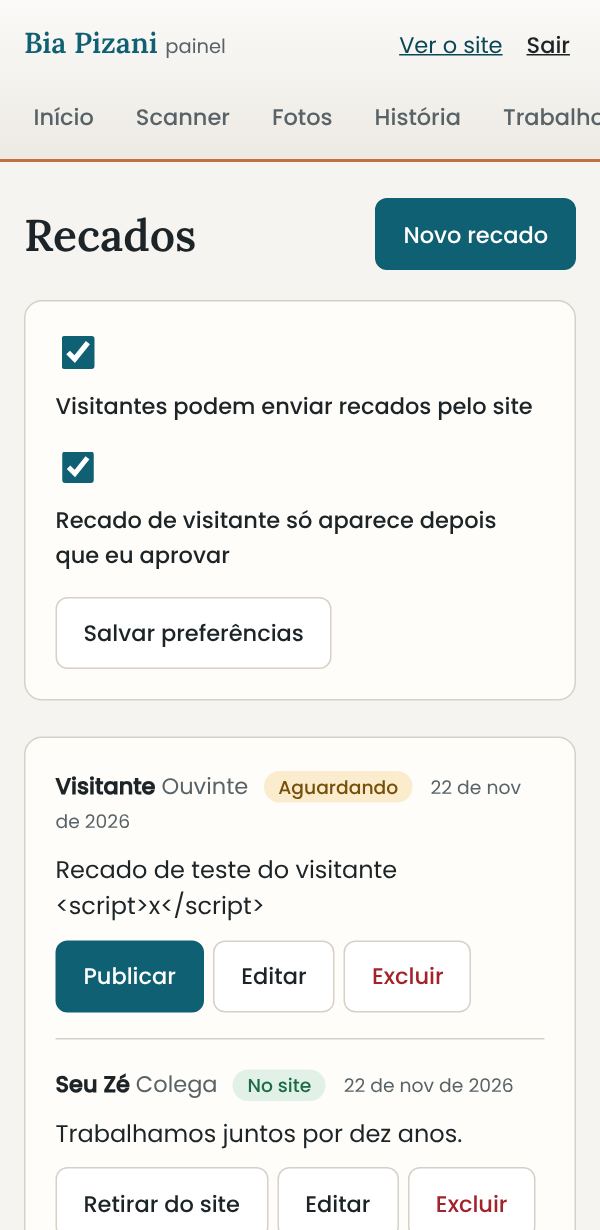 Bia Pizani painel Ver o site Sair
Início Scanner Fotos História Trabalho
Recados Novo recado
Visitantes podem enviar recados pelo site
Recado de visitante só aparece depois
que eu aprovar
Salvar preferências
Visitante Ouvinte Aguardando 22 de nov
de 2026
Recado de teste do visitante
<script>x</script>
Publicar Editar Excluir
Seu Zé Colega No site 22 de nov de 2026
Trabalhamos juntos por dez anos.
Retirar do site Editar Excluir